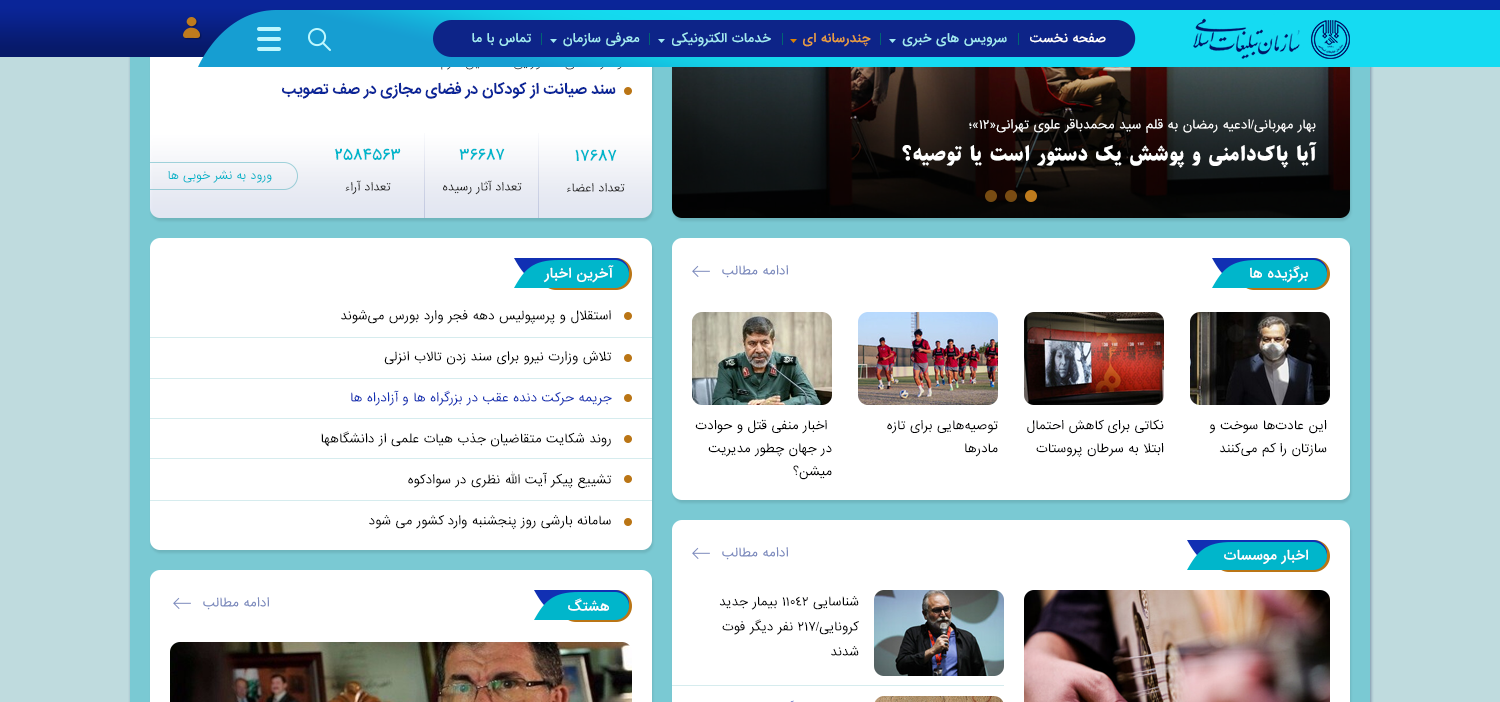 سازمان تبلیغات اسلامی
صفحه نخست
سرویس های خبری
چندرسانه ای
خدمات الکترونیکی
معرفی سازمان
تماس با ما
بهار مهربانی/ادعیه رمضان به قلم سید محمدباقر علوی تهرانی«۱۲»؛
آیا پاک‌دامنی و پوشش یک دستور است یا توصیه؟
سند صیانت از کودکان در فضای مجازی در صف تصویب
۱۷۶۸۷
۳۶۶۸۷
۲۵۸۴۵۶۳
تعداد اعضاء
تعداد آثار رسیده
تعداد آراء
ورود به نشر خوبی ها
برگزیده ها
ادامه مطالب
این عادت‌ها سوخت و
سازتان را کم می‌کنند
نکاتی برای کاهش احتمال
ابتلا به سرطان پروستات
توصیه‌هایی برای تازه
مادرها
اخبار منفی قتل و حوادث
در جهان چطور مدیریت
میشن؟
آخرین اخبار
استقلال و پرسپولیس دهه فجر وارد بورس می‌شوند
تلاش وزارت نیرو برای سند زدن تالاب انزلی
جریمه حرکت دنده عقب در بزرگراه ها و آزادراه ها
روند شکایت متقاضیان جذب هیات علمی از دانشگاهها
تشییع پیکر آیت الله نظری در سوادکوه
سامانه بارشی روز پنجشنبه وارد کشور می شود
اخبار موسسات
ادامه مطالب
شناسایی ۱۱۰۴۲ بیمار جدید
کرونایی/۲۱۷ نفر دیگر فوت
شدند
هشتگ
ادامه مطالب